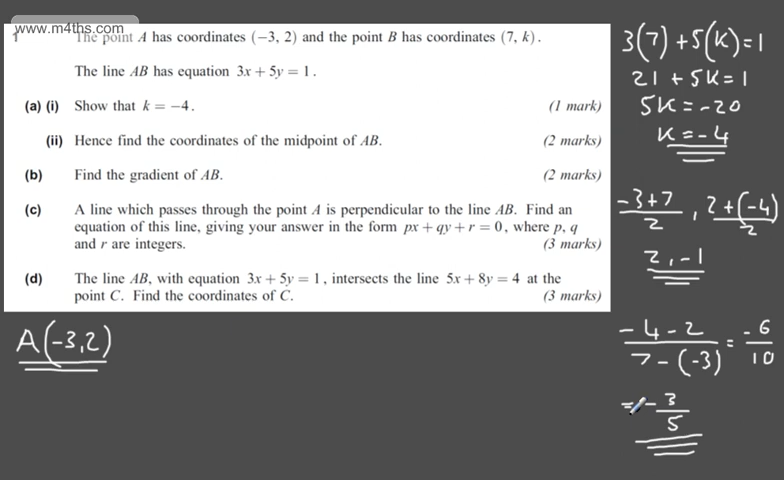 www.m4ths.com
1 The point A has coordinates (−3, 2) and the point B has coordinates (7, k).
The line AB has equation 3x + 5y = 1.
(a) (i) Show that k = −4. (1 mark)
(ii) Hence find the coordinates of the midpoint of AB. (2 marks)
(b) Find the gradient of AB. (2 marks)
(c) A line which passes through the point A is perpendicular to the line AB. Find an
equation of this line, giving your answer in the form px + qy + r = 0, where p, q
and r are integers. (3 marks)
(d) The line AB, with equation 3x + 5y = 1, intersects the line 5x + 8y = 4 at the
point C. Find the coordinates of C. (3 marks)
A(-3,2)
3(7) + 5(k) = 1
21 + 5k = 1
5k = -20
k = -4
-3+7/2 , 2+(-4)/2
2, -1
-4-2/7-(-3) = -6/10
= -3/5